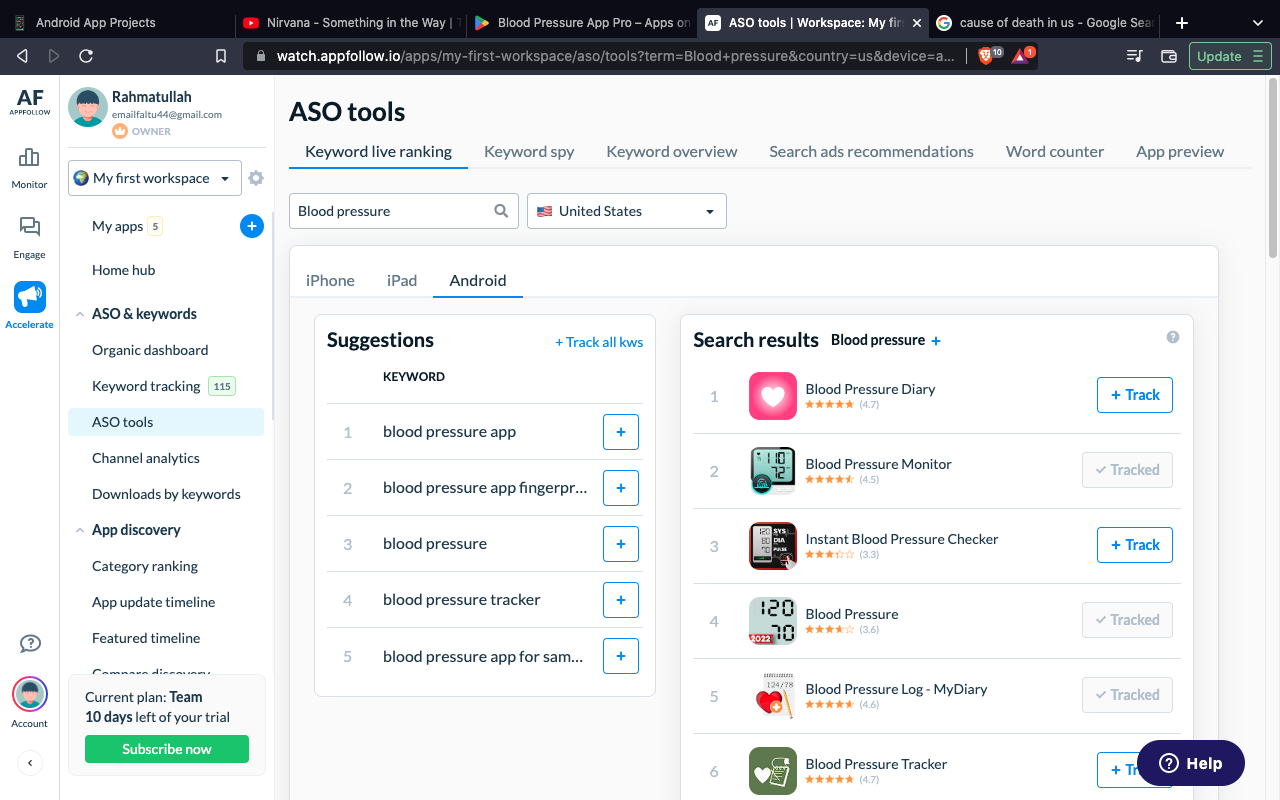 Android App Projects
Nirvana - Something in the Way | T
Blood Pressure App Pro – Apps on
AF ASO tools | Workspace: My firs
cause of death in us - Google Sear
watch.appfollow.io/apps/my-first-workspace/aso/tools?term=Blood+pressure&country=us&device=a...
10
1
Update
AF
APPFOLLOW
Monitor
Engage
Accelerate
Account
Rahmatullah
emailfaltu44@gmail.com
OWNER
My first workspace
My apps 5
Home hub
ASO & keywords
Organic dashboard
Keyword tracking 115
ASO tools
Channel analytics
Downloads by keywords
App discovery
Category ranking
App update timeline
Featured timeline
Compare discovery
Current plan: Team
10 days left of your trial
Subscribe now
ASO tools
Keyword live ranking
Keyword spy
Keyword overview
Search ads recommendations
Word counter
App preview
Blood pressure
United States
iPhone
iPad
Android
Suggestions
+ Track all kws
KEYWORD
1 blood pressure app +
2 blood pressure app fingerpr... +
3 blood pressure +
4 blood pressure tracker +
5 blood pressure app for sam... +
Search results Blood pressure +
?
1 Blood Pressure Diary
(4.7)
+ Track
2 Blood Pressure Monitor
(4.5)
Tracked
3 Instant Blood Pressure Checker
(3.3)
+ Track
4 Blood Pressure
(3.6)
Tracked
120
70
2022
5 Blood Pressure Log - MyDiary
(4.6)
Tracked
124/78
6 Blood Pressure Tracker
(4.7)
+ Tr
Help